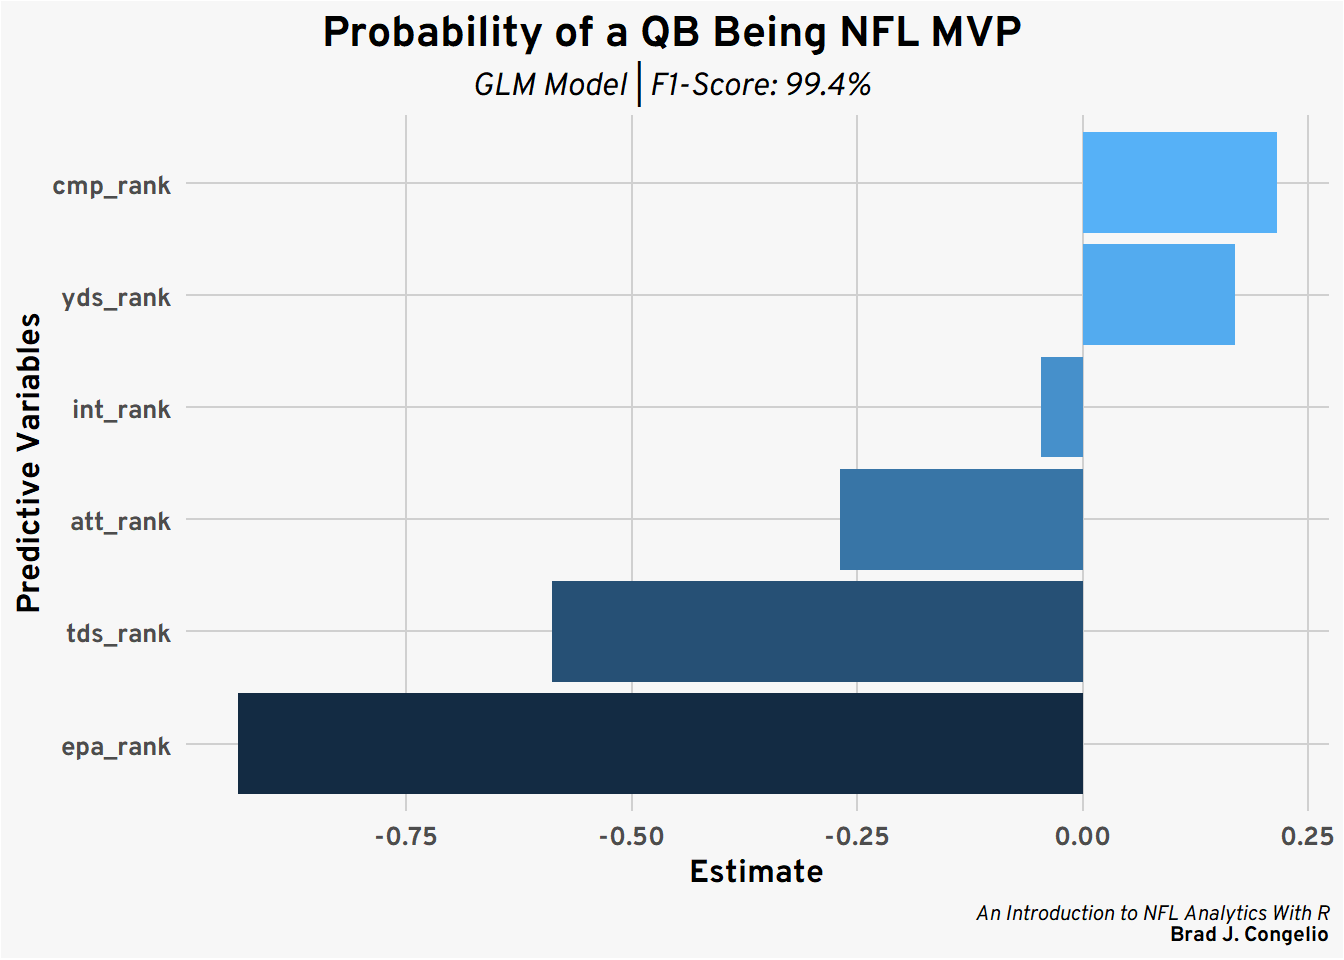 Probability of a QB Being NFL MVP
GLM Model | F1-Score: 99.4%
Predictive Variables
cmp_rank
yds_rank
int_rank
att_rank
tds_rank
epa_rank
-0.75 -0.50 -0.25 0.00 0.25
Estimate
An Introduction to NFL Analytics With R
Brad J. Congelio